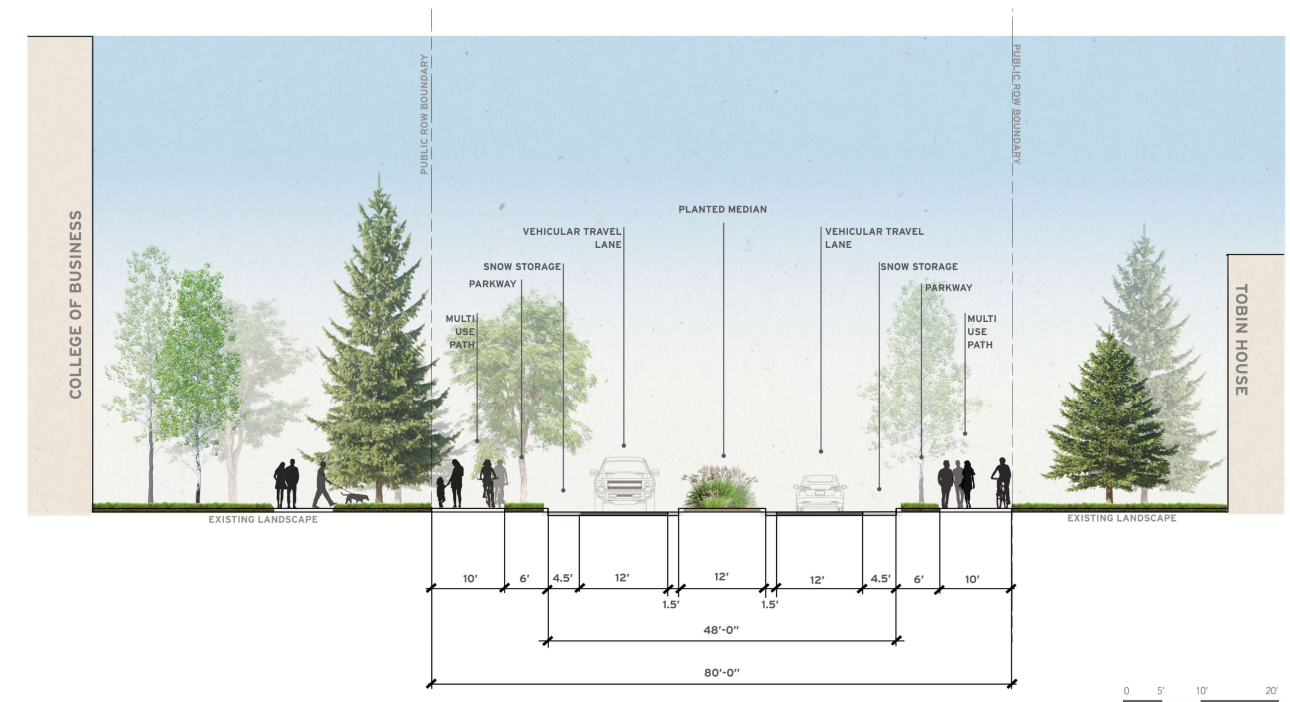 PUBLIC ROW BOUNDARY
PUBLIC ROW BOUNDARY
COLLEGE OF BUSINESS
TOBIN HOUSE
PLANTED MEDIAN
VEHICULAR TRAVEL
LANE
VEHICULAR TRAVEL
LANE
SNOW STORAGE
SNOW STORAGE
PARKWAY
PARKWAY
MULTI
USE
PATH
MULTI
USE
PATH
EXISTING LANDSCAPE
EXISTING LANDSCAPE
10' 6' 4.5' 12' 12' 12' 4.5' 6' 10'
1.5' 1.5'
48'-0"
80'-0"
0 5' 10' 20'